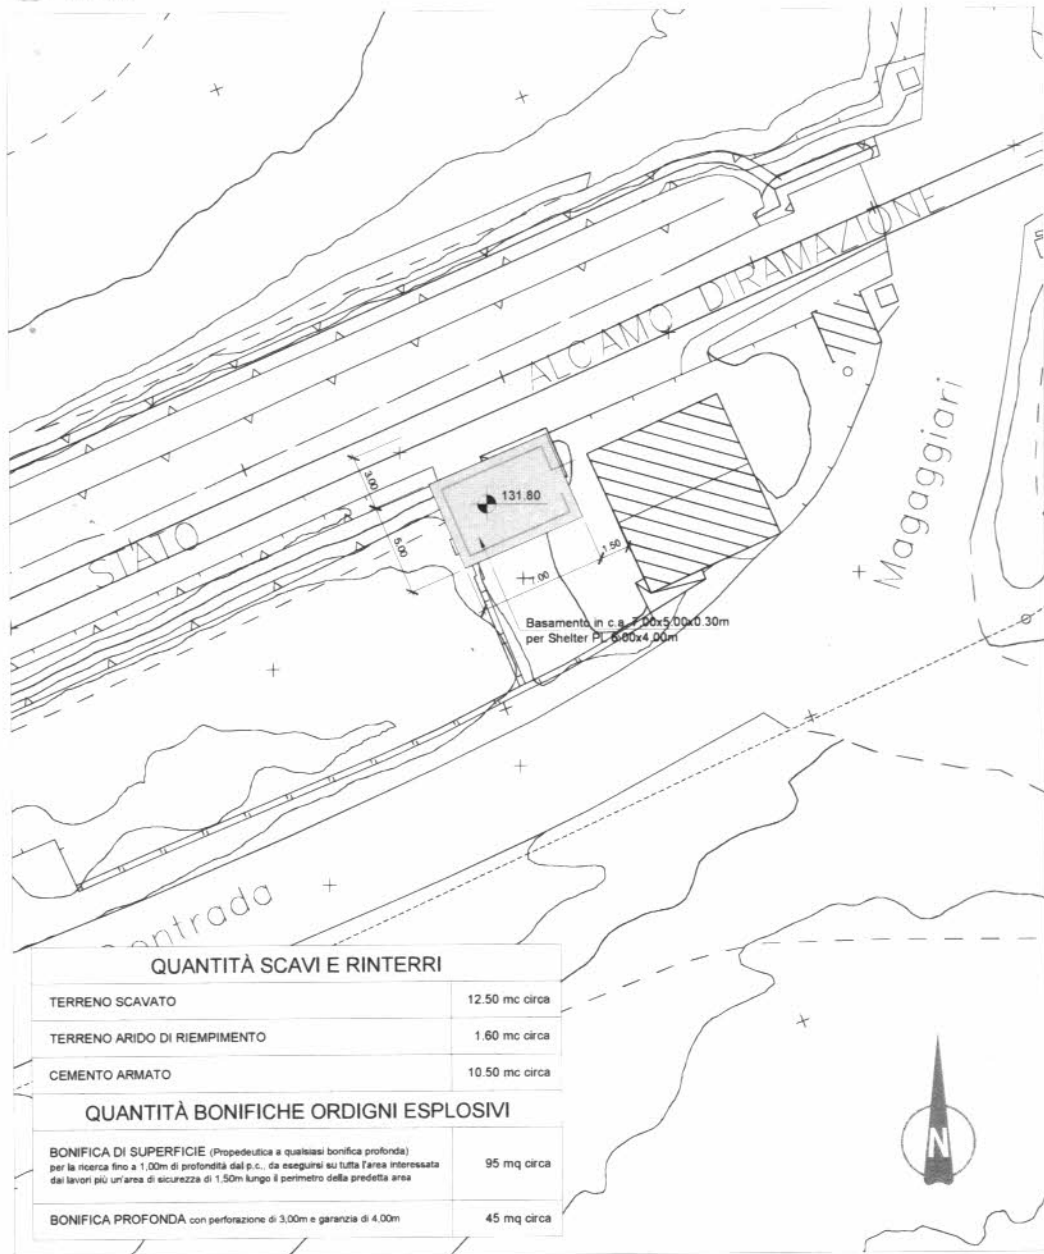 ALCAMO DIRAMAZIONE
STATO
3.00
5.00
131.80
1.50
7.00
Basamento in c.a. 7.00x5.00x0.30m
per Shelter PL 6.00x4.00m
Magaggiari
Contrada
QUANTITÀ SCAVI E RINTERRI
TERRENO SCAVATO 12.50 mc circa
TERRENO ARIDO DI RIEMPIMENTO 1.60 mc circa
CEMENTO ARMATO 10.50 mc circa
QUANTITÀ BONIFICHE ORDIGNI ESPLOSIVI
BONIFICA DI SUPERFICIE (Propedeutica a qualsiasi bonifica profonda)
per la ricerca fino a 1,00m di profondità dal p.c., da eseguirsi su tutta l'area interessata
dai lavori più un'area di sicurezza di 1,50m lungo il perimetro della predetta area
95 mq circa
BONIFICA PROFONDA con perforazione di 3,00m e garanzia di 4,00m 45 mq circa
N